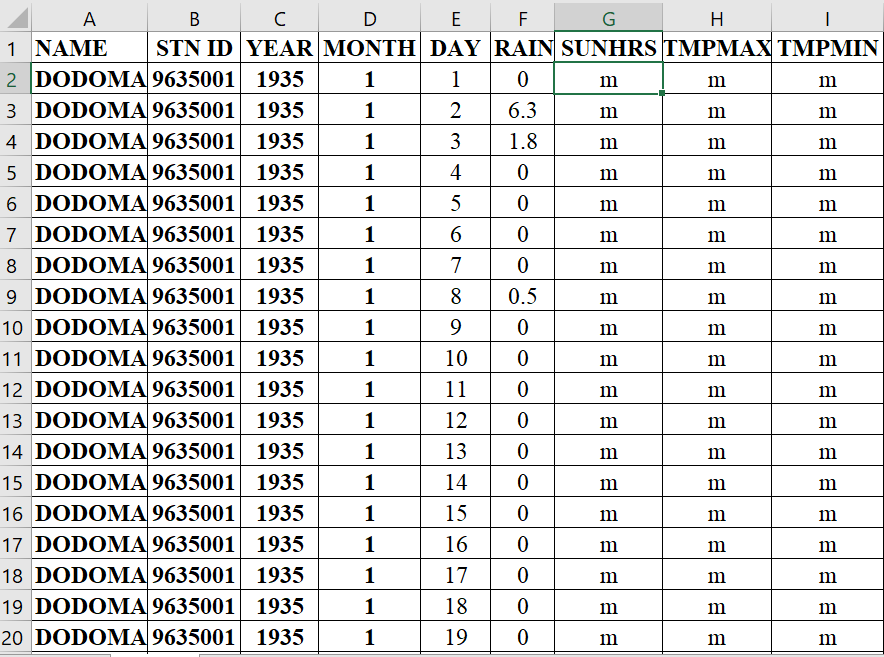 A B C D E F G H I
1 NAME STN ID YEAR MONTH DAY RAIN SUNHRS TMPMAX TMPMIN
2 DODOMA 9635001 1935 1 1 0 m m m
3 DODOMA 9635001 1935 1 2 6.3 m m m
4 DODOMA 9635001 1935 1 3 1.8 m m m
5 DODOMA 9635001 1935 1 4 0 m m m
6 DODOMA 9635001 1935 1 5 0 m m m
7 DODOMA 9635001 1935 1 6 0 m m m
8 DODOMA 9635001 1935 1 7 0 m m m
9 DODOMA 9635001 1935 1 8 0.5 m m m
10 DODOMA 9635001 1935 1 9 0 m m m
11 DODOMA 9635001 1935 1 10 0 m m m
12 DODOMA 9635001 1935 1 11 0 m m m
13 DODOMA 9635001 1935 1 12 0 m m m
14 DODOMA 9635001 1935 1 13 0 m m m
15 DODOMA 9635001 1935 1 14 0 m m m
16 DODOMA 9635001 1935 1 15 0 m m m
17 DODOMA 9635001 1935 1 16 0 m m m
18 DODOMA 9635001 1935 1 17 0 m m m
19 DODOMA 9635001 1935 1 18 0 m m m
20 DODOMA 9635001 1935 1 19 0 m m m